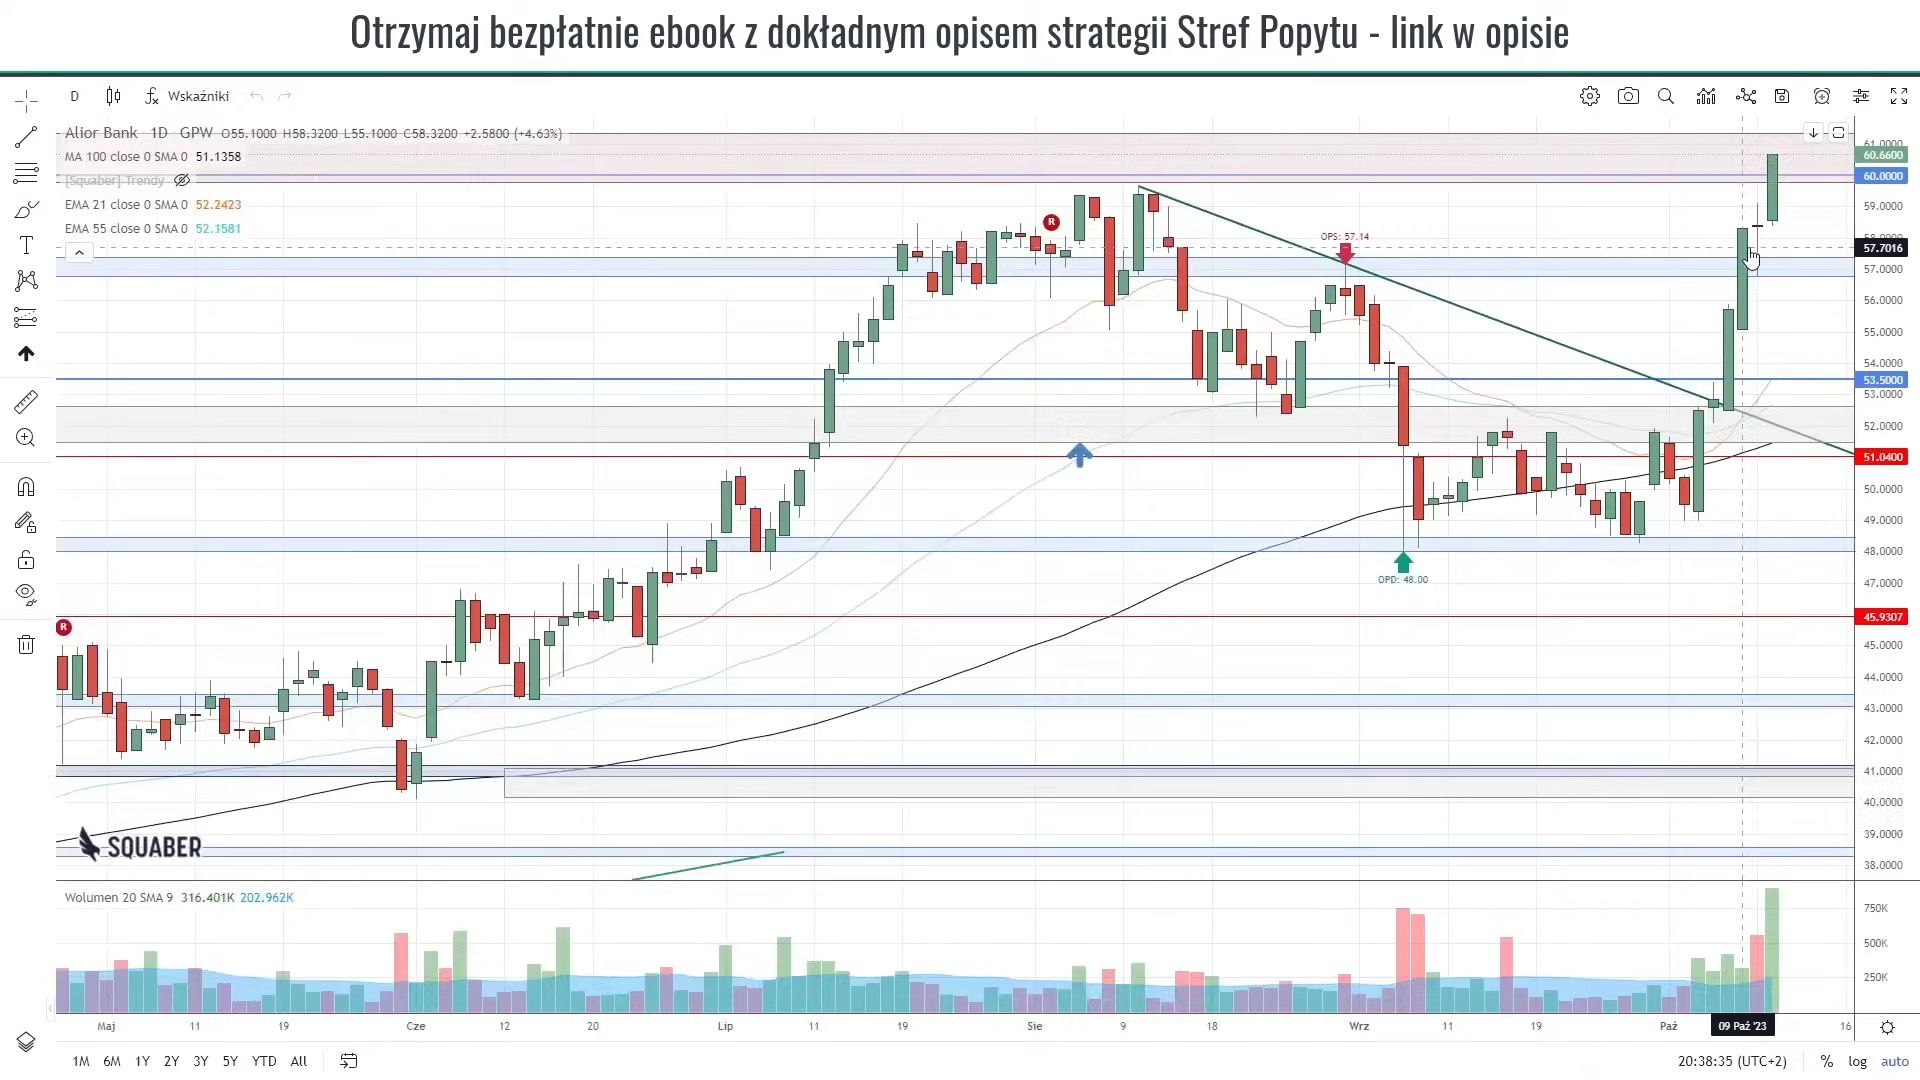 Otrzymaj bezpłatnie ebook z dokładnym opisem strategii Stref Popytu - link w opisie
D Wskaźniki
Alior Bank · 1D · GPW O55.1000 H58.3200 L55.1000 C58.3200 +2.5800 (+4.63%)
MA 100 close 0 SMA 0 51.1358
[Squaber] Trendy
EMA 21 close 0 SMA 0 52.2423
EMA 55 close 0 SMA 0 52.1581
R
OPS: 57.14
OPD: 48.00
R
SQUABER
61.0000
60.6600
60.0000
59.0000
57.7016
57.0000
56.0000
55.0000
54.0000
53.5000
53.0000
52.0000
51.0400
50.0000
49.0000
48.0000
47.0000
45.9307
45.0000
44.0000
43.0000
42.0000
41.0000
40.0000
39.0000
38.0000
Wolumen 20 SMA 9 316.401K 202.962K
750K
500K
250K
Maj 11 19 Cze 12 20 Lip 11 19 Sie 9 18 Wrz 11 19 Paź 09 Paź '23 16
1M 6M 1Y 2Y 3Y 5Y YTD All
20:38:35 (UTC+2) % log auto